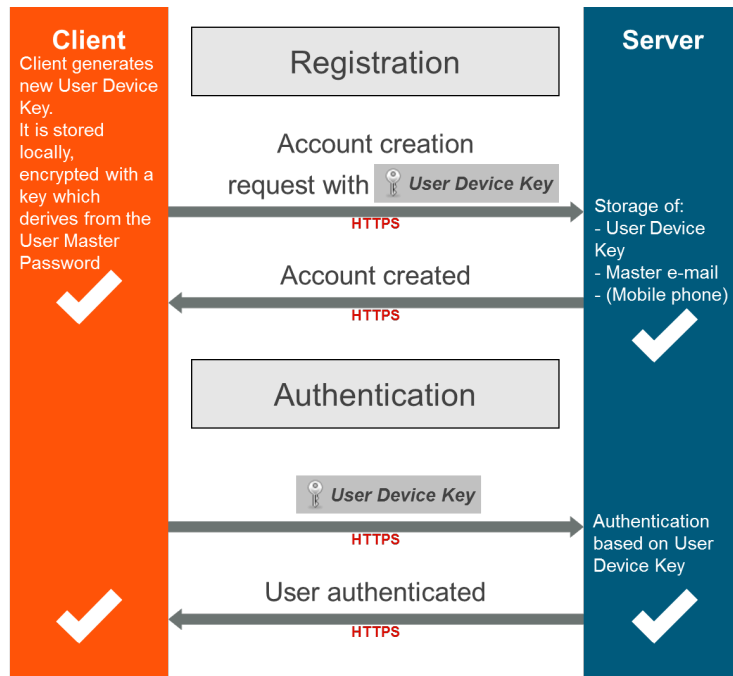 Client
Client generates
new User Device
Key.
It is stored
locally,
encrypted with a
key which
derives from the
User Master
Password
Registration
Account creation
request with User Device Key
HTTPS
Account created
HTTPS
Server
Storage of:
- User Device
Key
- Master e-mail
- (Mobile phone)
Authentication
User Device Key
HTTPS
Authentication
based on User
Device Key
User authenticated
HTTPS